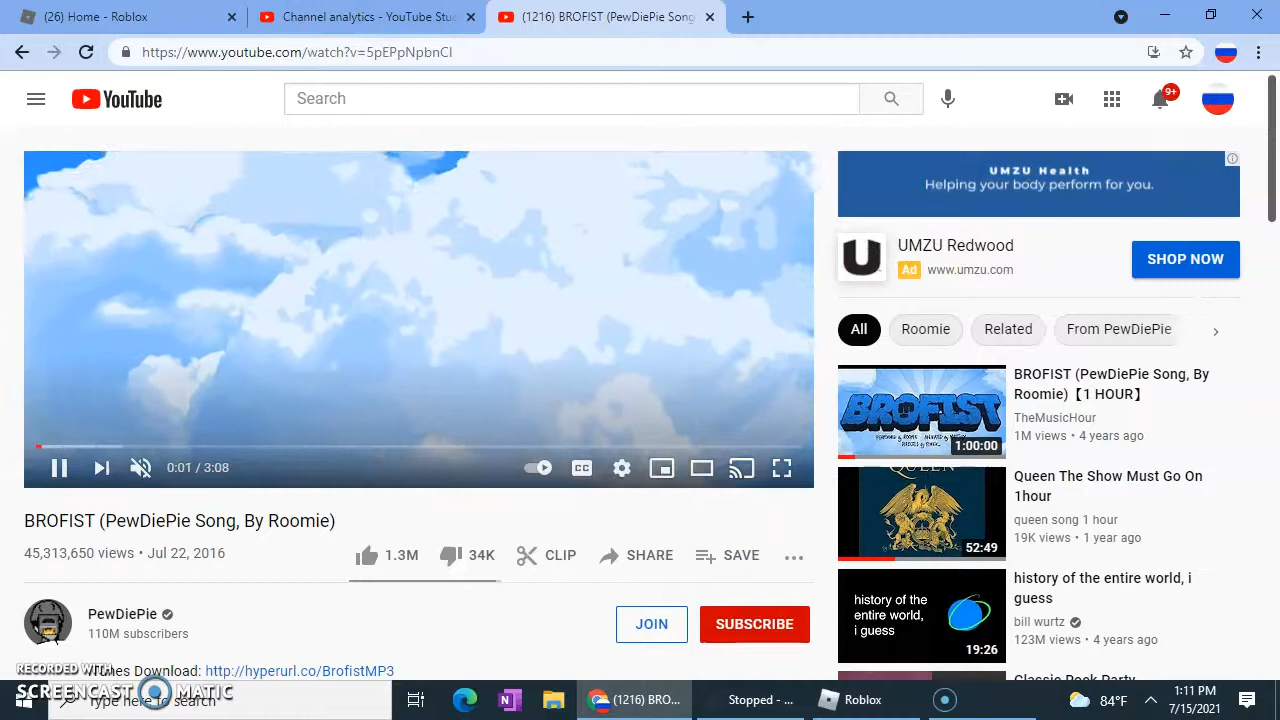 (26) Home - Roblox
Channel analytics - YouTube Stu
(1216) BROFIST (PewDiePie Song
https://www.youtube.com/watch?v=5pEPpNpbnCI
YouTube
Search
9+
UMZU Health
Helping your body perform for you.
UMZU Redwood
Ad www.umzu.com
SHOP NOW
All Roomie Related From PewDiePie
BROFIST (PewDiePie Song, By
Roomie)【1 HOUR】
TheMusicHour
1M views • 4 years ago
BROFIST
1:00:00
0:01 / 3:08
CC
Queen The Show Must Go On
1hour
queen song 1 hour
19K views • 1 year ago
QUEEN
52:49
BROFIST (PewDiePie Song, By Roomie)
45,313,650 views • Jul 22, 2016
1.3M 34K CLIP SHARE SAVE
history of the entire world, i
guess
bill wurtz
123M views • 4 years ago
history of
the entire
world,
i guess
19:26
PewDiePie
110M subscribers
JOIN
SUBSCRIBE
iTunes Download: http://hyperurl.co/BrofistMP3
Classic Rock Party
RECORDED WITH
SCREENCAST MATIC
Type here to search
(1216) BRO...
Stopped - ...
Roblox
84°F
1:11 PM
7/15/2021